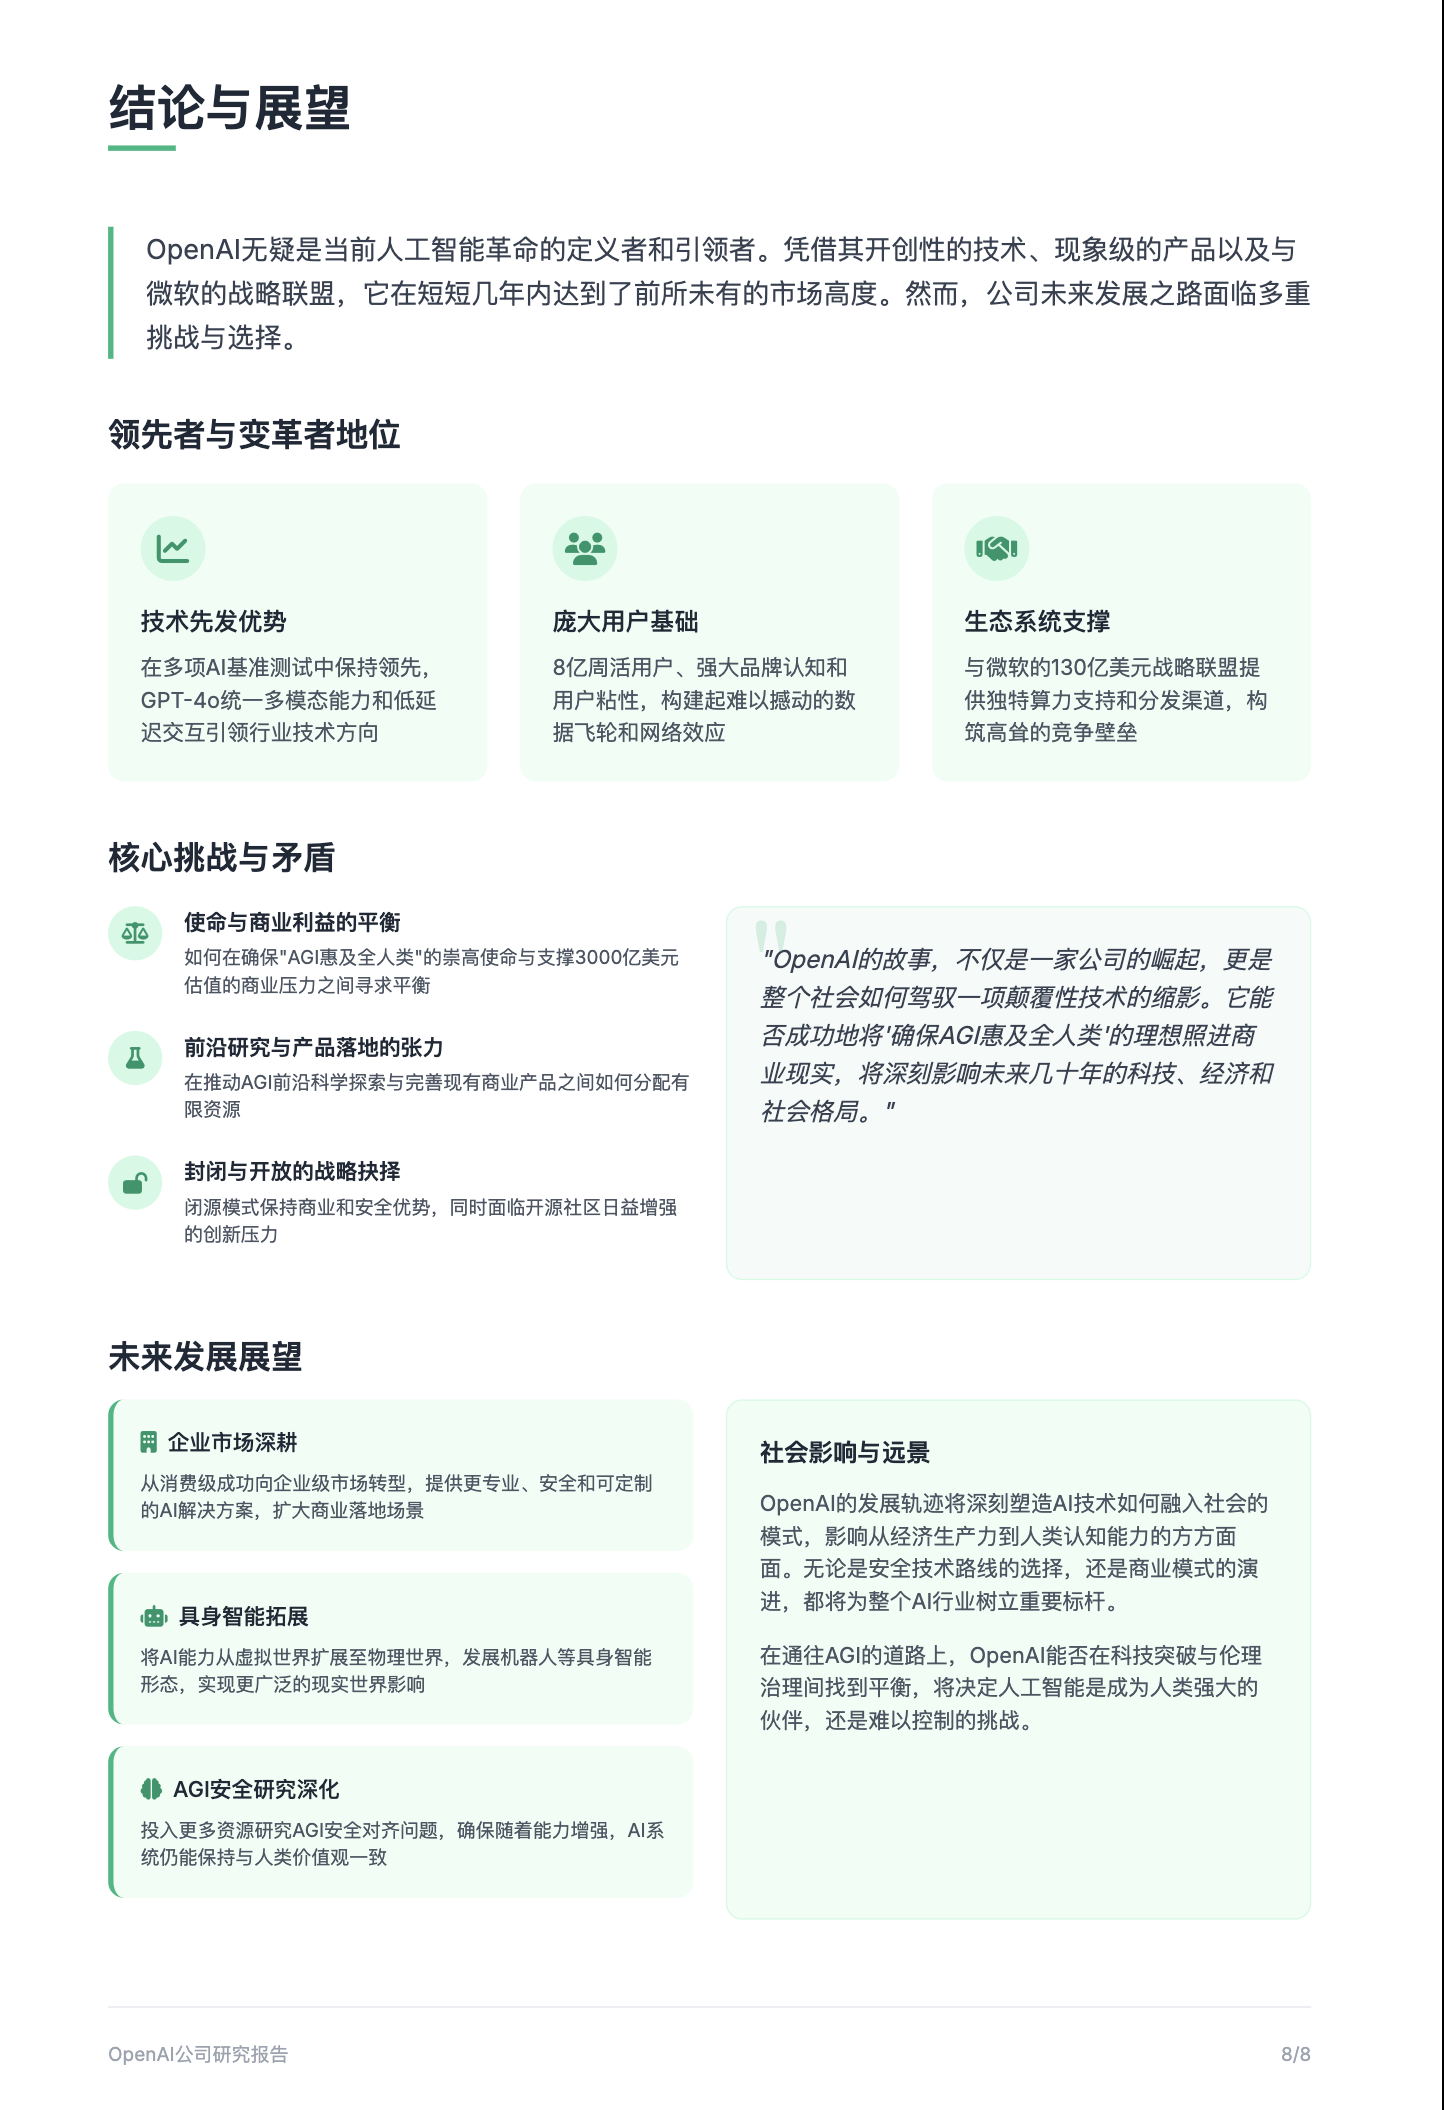 结论与展望
OpenAI无疑是当前人工智能革命的定义者和引领者。凭借其开创性的技术、现象级的产品以及与
微软的战略联盟，它在短短几年内达到了前所未有的市场高度。然而，公司未来发展之路面临多重
挑战与选择。
领先者与变革者地位
技术先发优势
在多项AI基准测试中保持领先，
GPT-4o统一多模态能力和低延
迟交互引领行业技术方向
庞大用户基础
8亿周活用户、强大品牌认知和
用户粘性，构建起难以撼动的数
据飞轮和网络效应
生态系统支撑
与微软的130亿美元战略联盟提
供独特算力支持和分发渠道，构
筑高耸的竞争壁垒
核心挑战与矛盾
使命与商业利益的平衡
如何在确保"AGI惠及全人类"的崇高使命与支撑3000亿美元
估值的商业压力之间寻求平衡
前沿研究与产品落地的张力
在推动AGI前沿科学探索与完善现有商业产品之间如何分配有
限资源
封闭与开放的战略抉择
闭源模式保持商业和安全优势，同时面临开源社区日益增强
的创新压力
"
"OpenAI的故事，不仅是一家公司的崛起，更是
整个社会如何驾驭一项颠覆性技术的缩影。它能
否成功地将'确保AGI惠及全人类'的理想照进商
业现实，将深刻影响未来几十年的科技、经济和
社会格局。"
未来发展展望
企业市场深耕
从消费级成功向企业级市场转型，提供更专业、安全和可定制
的AI解决方案，扩大商业落地场景
具身智能拓展
将AI能力从虚拟世界扩展至物理世界，发展机器人等具身智能
形态，实现更广泛的现实世界影响
AGI安全研究深化
投入更多资源研究AGI安全对齐问题，确保随着能力增强，AI系
统仍能保持与人类价值观一致
社会影响与远景
OpenAI的发展轨迹将深刻塑造AI技术如何融入社会的
模式，影响从经济生产力到人类认知能力的方方面
面。无论是安全技术路线的选择，还是商业模式的演
进，都将为整个AI行业树立重要标杆。
在通往AGI的道路上，OpenAI能否在科技突破与伦理
治理间找到平衡，将决定人工智能是成为人类强大的
伙伴，还是难以控制的挑战。
OpenAI公司研究报告
8/8